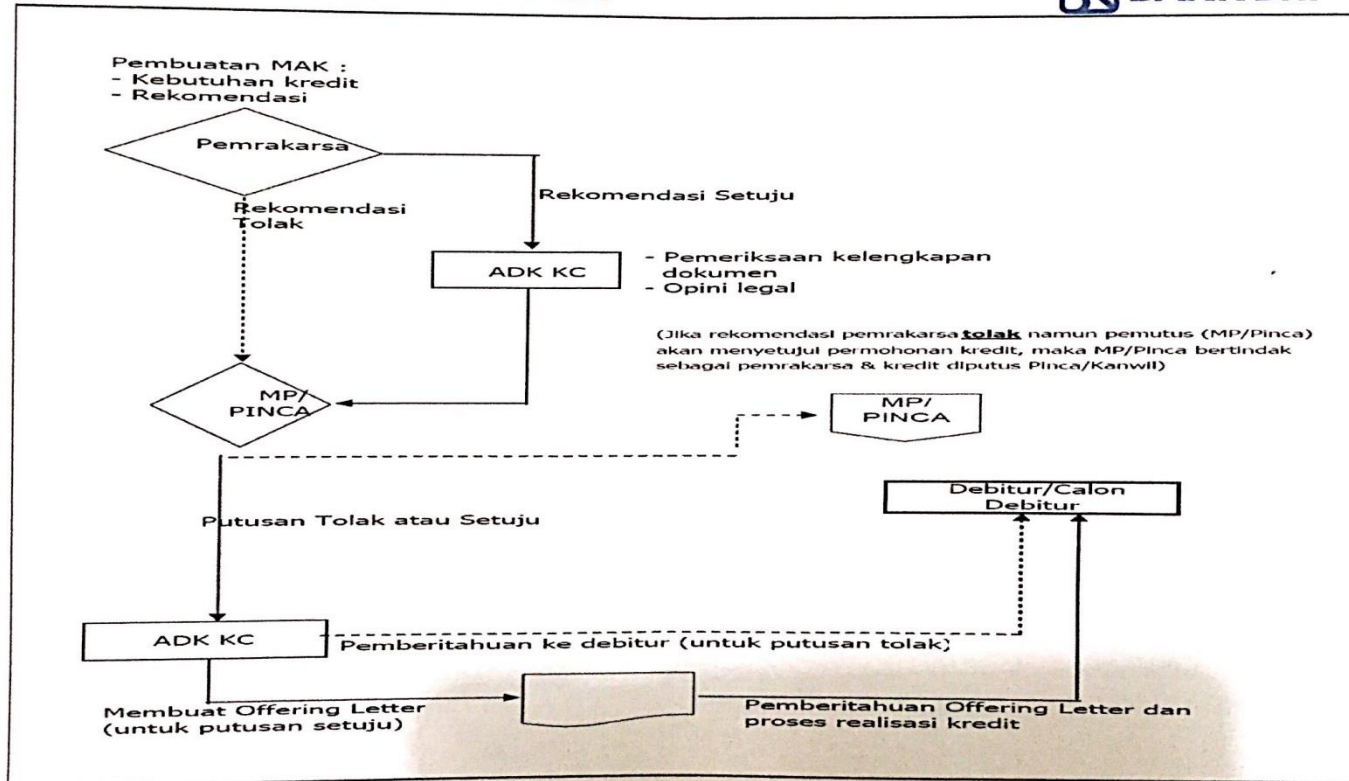 Pembuatan MAK :
- Kebutuhan kredit
- Rekomendasi
Pemrakarsa
Rekomendasi Setuju
Rekomendasi
Tolak
ADK KC
- Pemeriksaan kelengkapan
dokumen
- Opini legal
(Jika rekomendasi pemrakarsa tolak namun pemutus (MP/Pinca)
akan menyetujui permohonan kredit, maka MP/Pinca bertindak
sebagai pemrakarsa & kredit diputus Pinca/Kanwil)
MP/
PINCA
MP/
PINCA
Debitur/Calon
Debitur
Putusan Tolak atau Setuju
ADK KC
Pemberitahuan ke debitur (untuk putusan tolak)
Membuat Offering Letter
(untuk putusan setuju)
Pemberitahuan Offering Letter dan
proses realisasi kredit